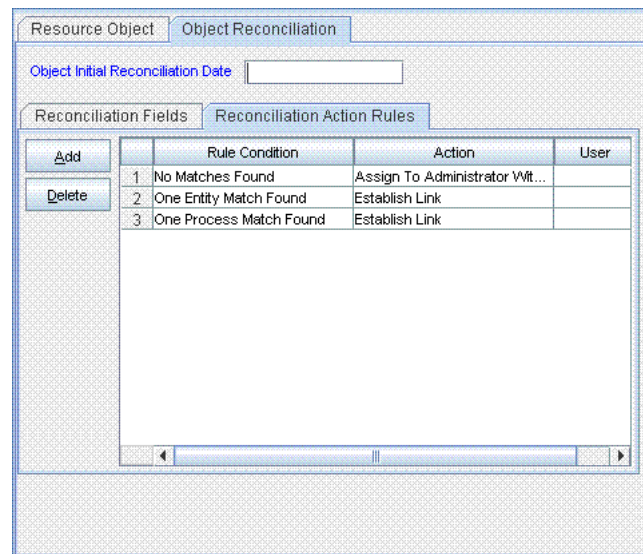 Resource Object Object Reconciliation
Object Initial Reconciliation Date
Reconciliation Fields Reconciliation Action Rules
Add
Delete
Rule Condition Action User
1 No Matches Found Assign To Administrator Wit...
2 One Entity Match Found Establish Link
3 One Process Match Found Establish Link